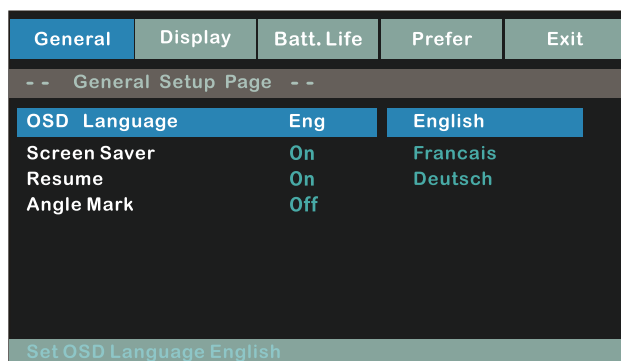 General Display Batt. Life Prefer Exit
-- General Setup Page --
OSD Language Eng English
Screen Saver On Francais
Resume On Deutsch
Angle Mark Off
Set OSD Language English